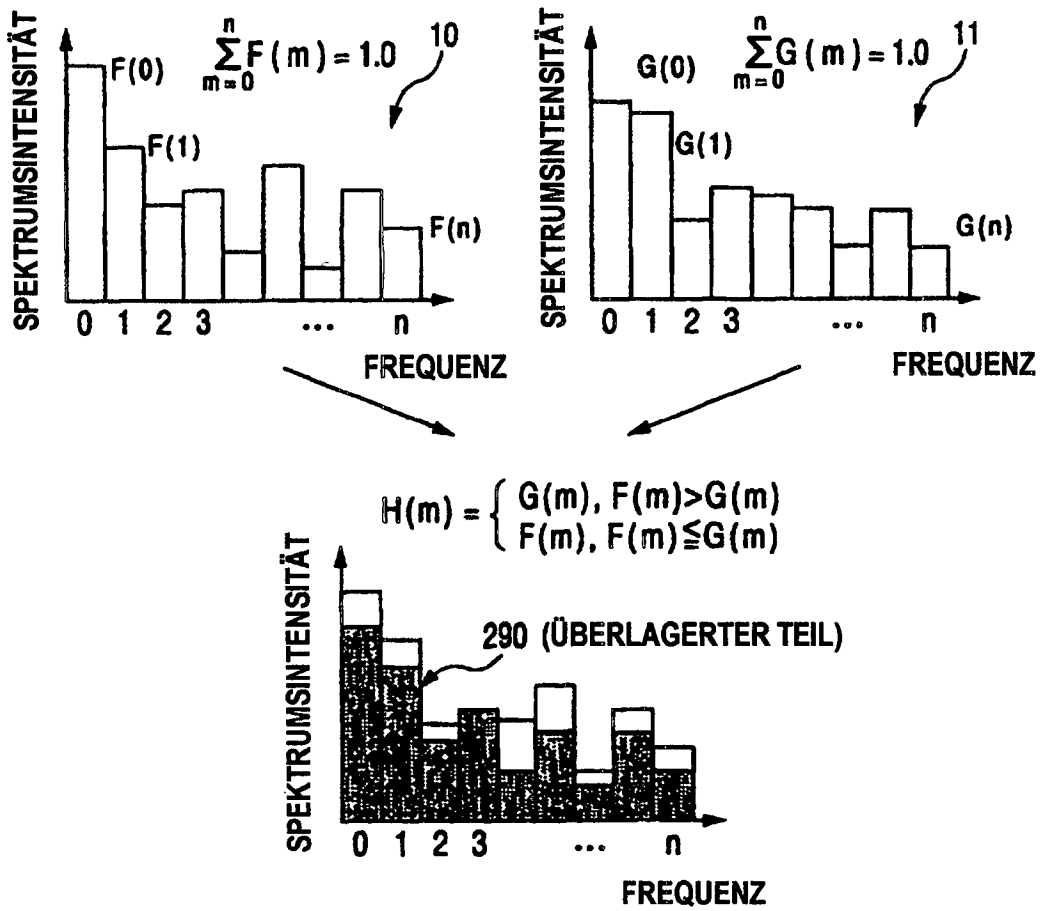 SPEKTRUMSINTENSITÄT
F(0)
n
∑ F(m) = 1.0
m=0
10
F(1)
F(n)
0 1 2 3 ... n
FREQUENZ
SPEKTRUMSINTENSITÄT
G(0)
n
∑ G(m) = 1.0
m=0
11
G(1)
G(n)
0 1 2 3 ... n
FREQUENZ
H(m) = { G(m), F(m)>G(m)
F(m), F(m)≦G(m)
SPEKTRUMSINTENSITÄT
290 (ÜBERLAGERTER TEIL)
0 1 2 3 ... n
FREQUENZ